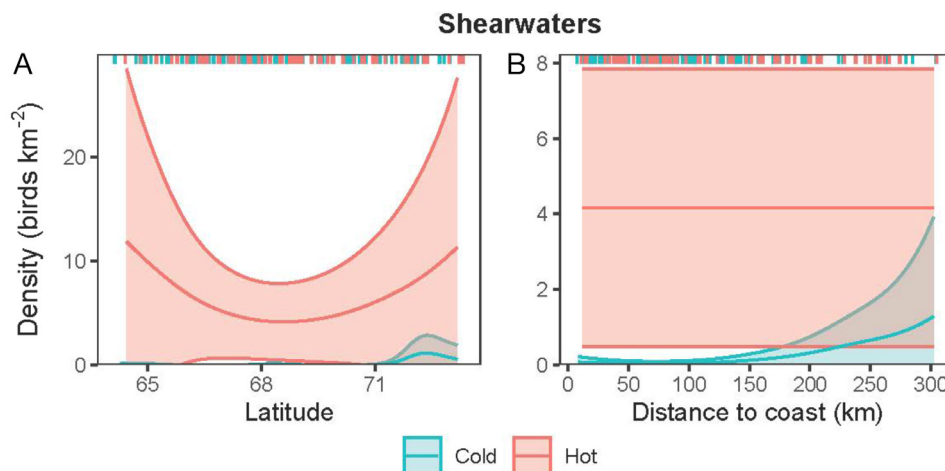 Shearwaters
A
B
Density (birds km-2)
20
10
0
65
68
71
Latitude
8
6
4
2
0
0
50
100
150
200
250
300
Distance to coast (km)
Cold
Hot